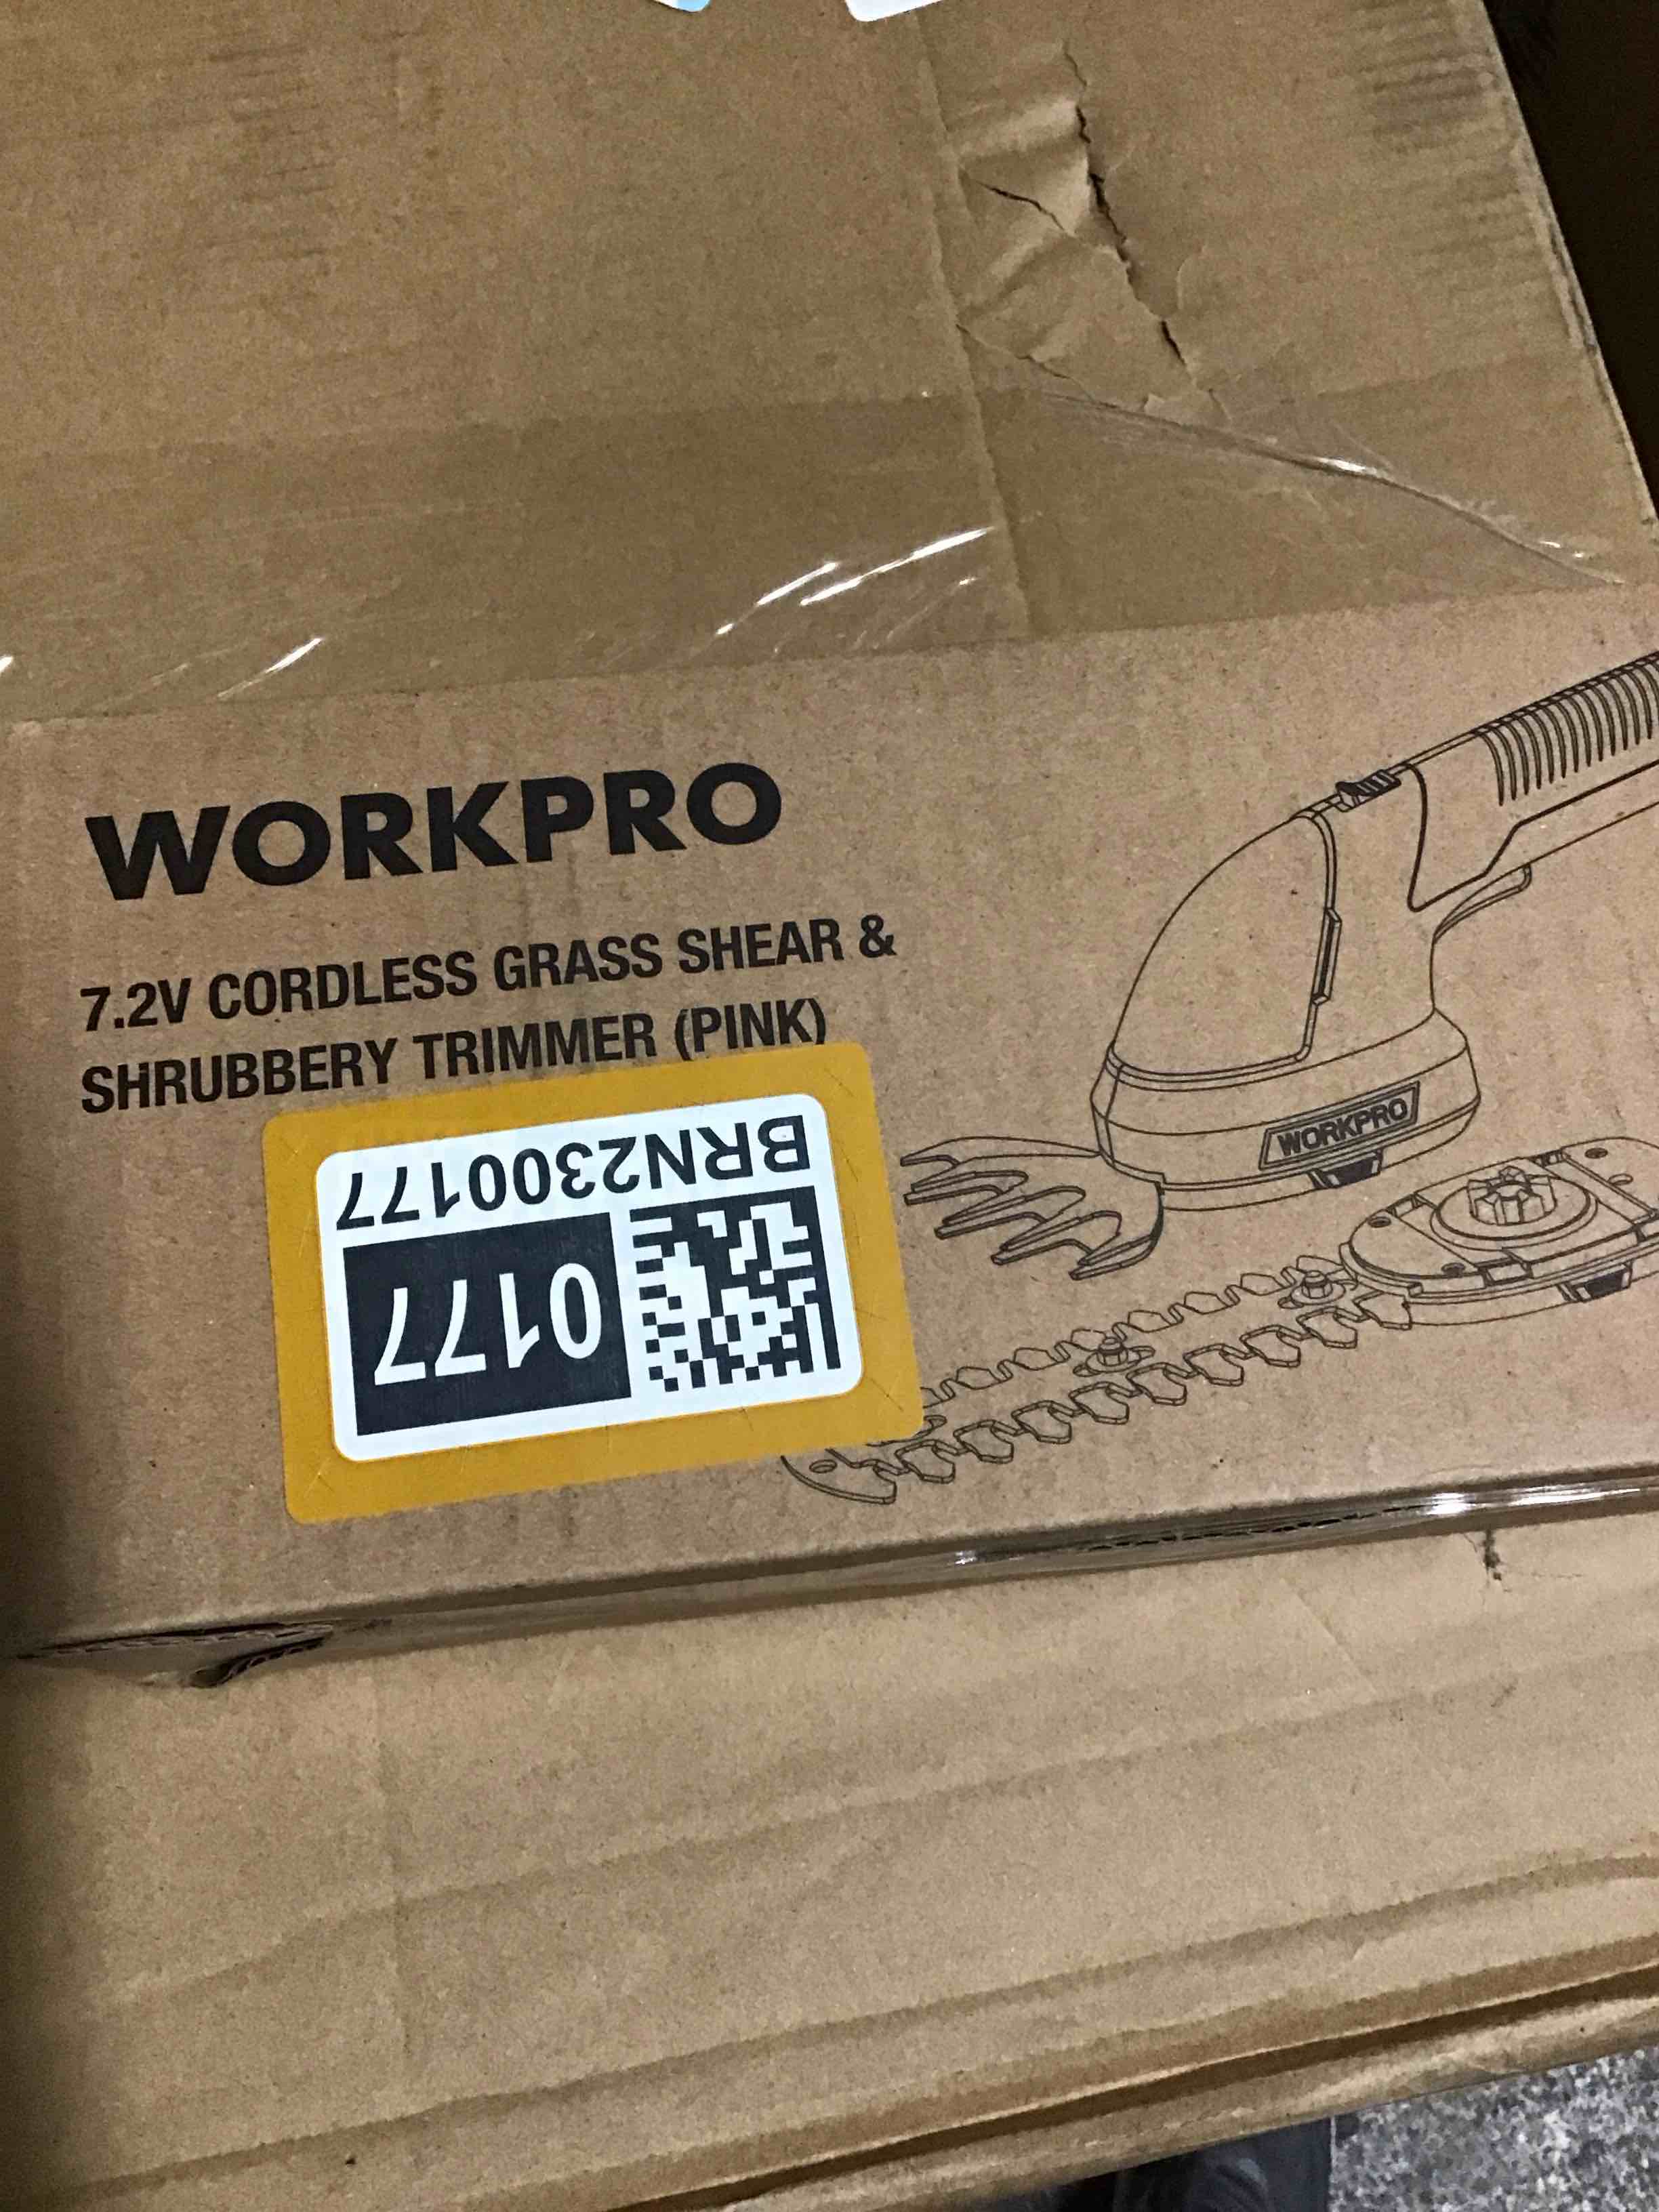 WORKPRO
7.2V CORDLESS GRASS SHEAR &
SHRUBBERY TRIMMER (PINK)
WORKPRO
BRN2300177
0177